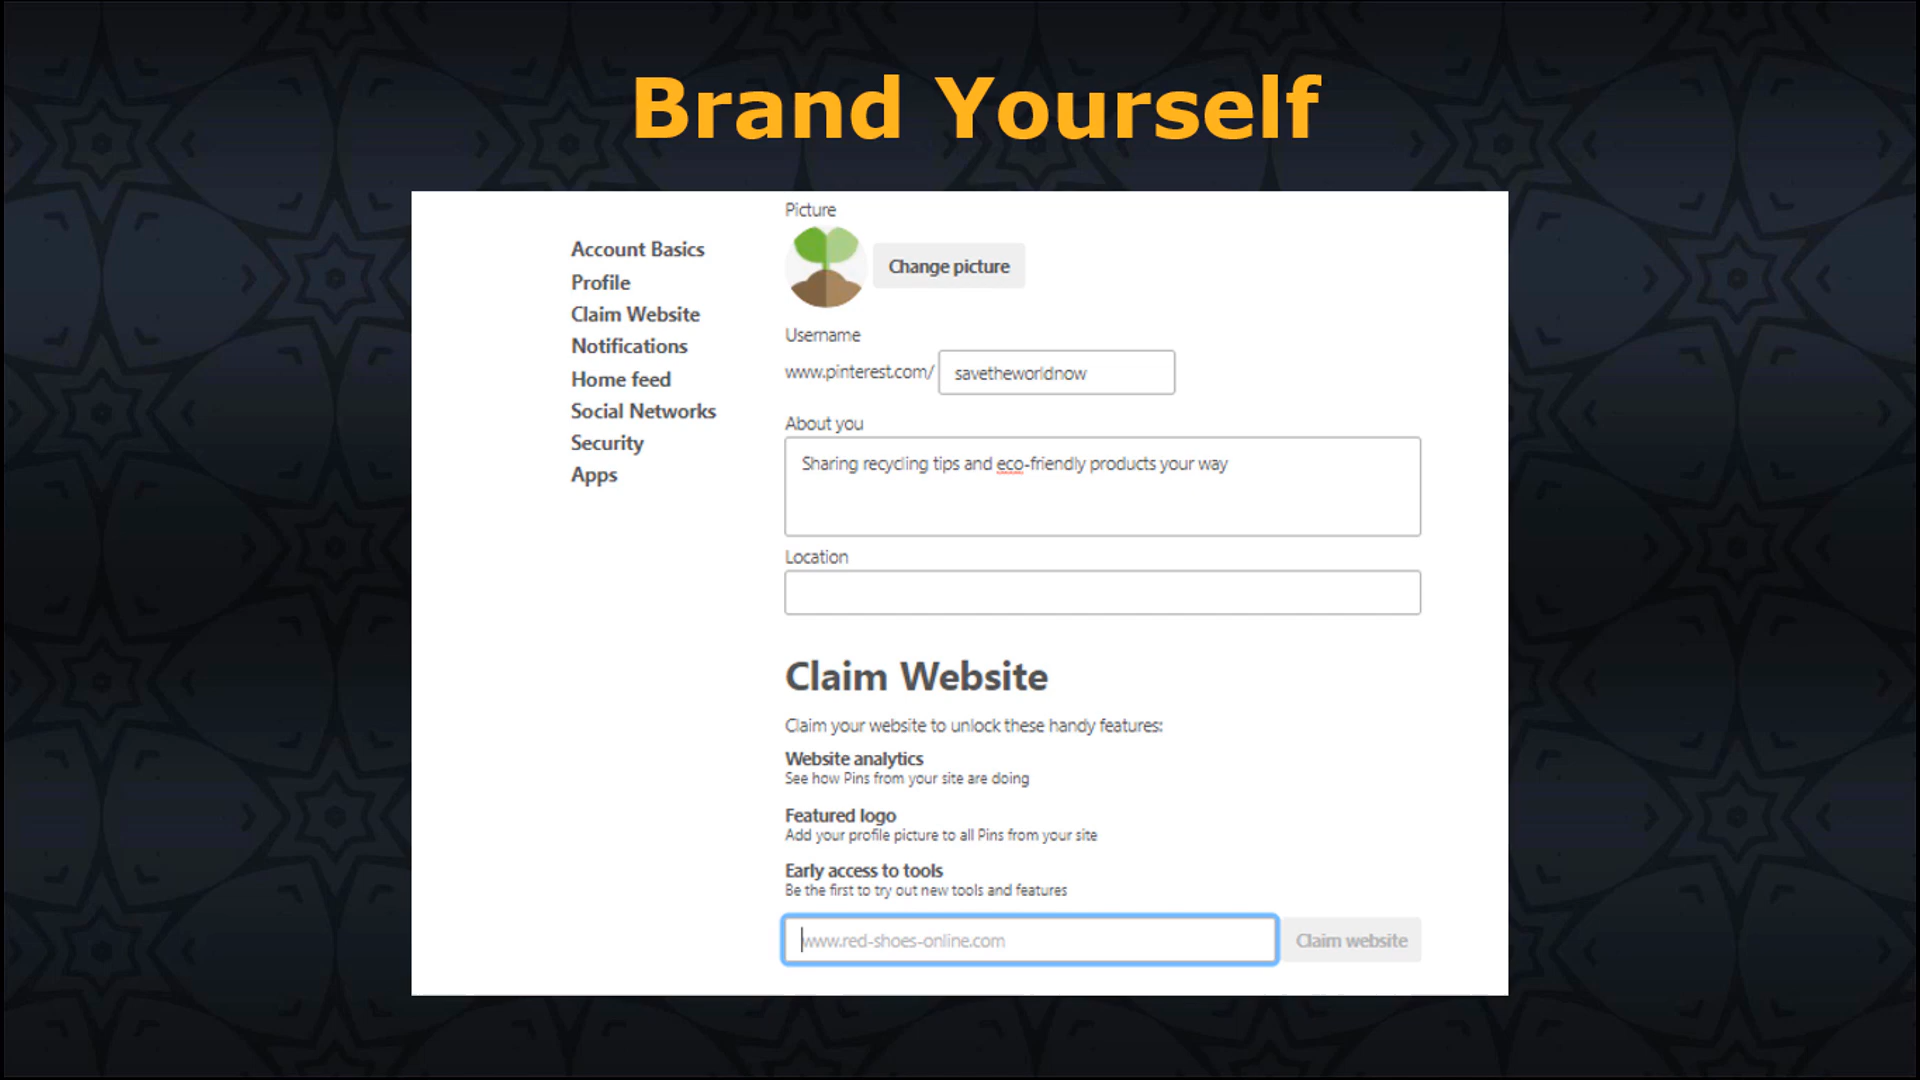 Brand Yourself
Account Basics
Profile
Claim Website
Notifications
Home feed
Social Networks
Security
Apps
Picture
Change picture
Username
www.pinterest.com/ savetheworldnow
About you
Sharing recycling tips and eco-friendly products your way
Location
Claim Website
Claim your website to unlock these handy features:
Website analytics
See how Pins from your site are doing
Featured logo
Add your profile picture to all Pins from your site
Early access to tools
Be the first to try out new tools and features
www.red-shoes-online.com Claim website